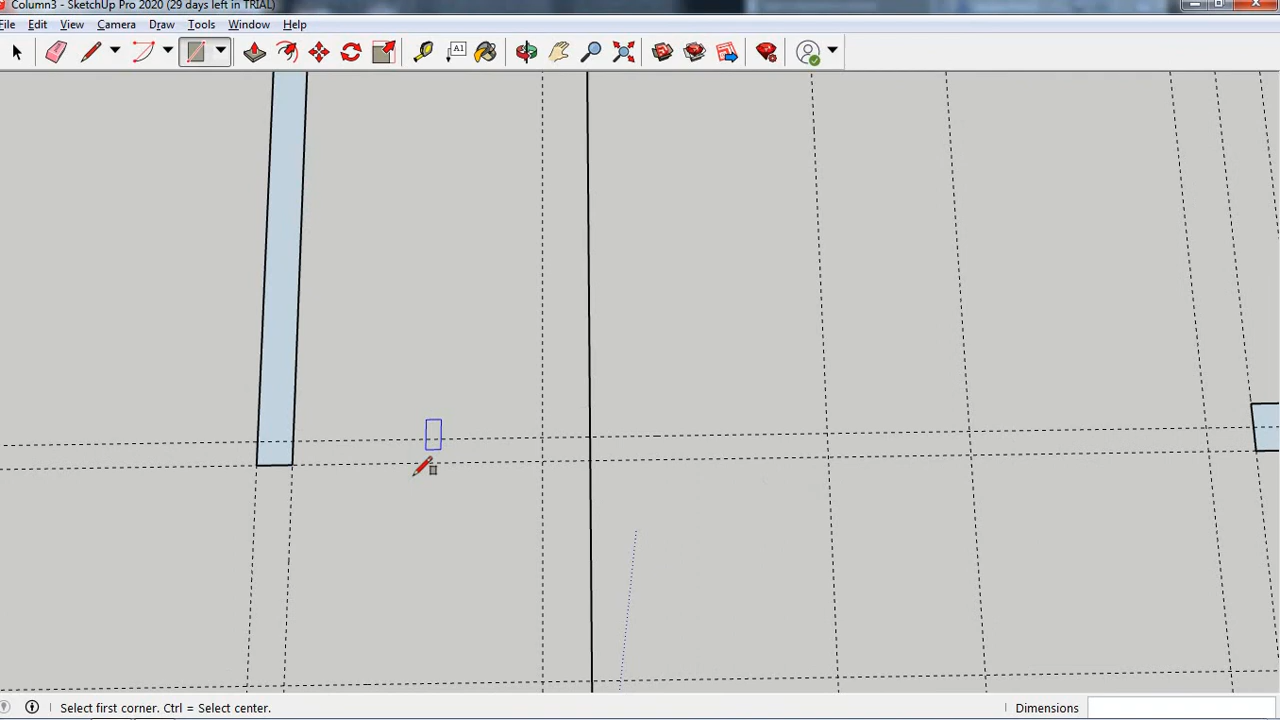 Column3 - SketchUp Pro 2020 (29 days left in TRIAL)
File Edit View Camera Draw Tools Window Help
A1
Select first corner. Ctrl = Select center.
Dimensions